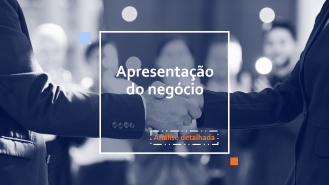 Apresentação
do negócio
Análise detalhada